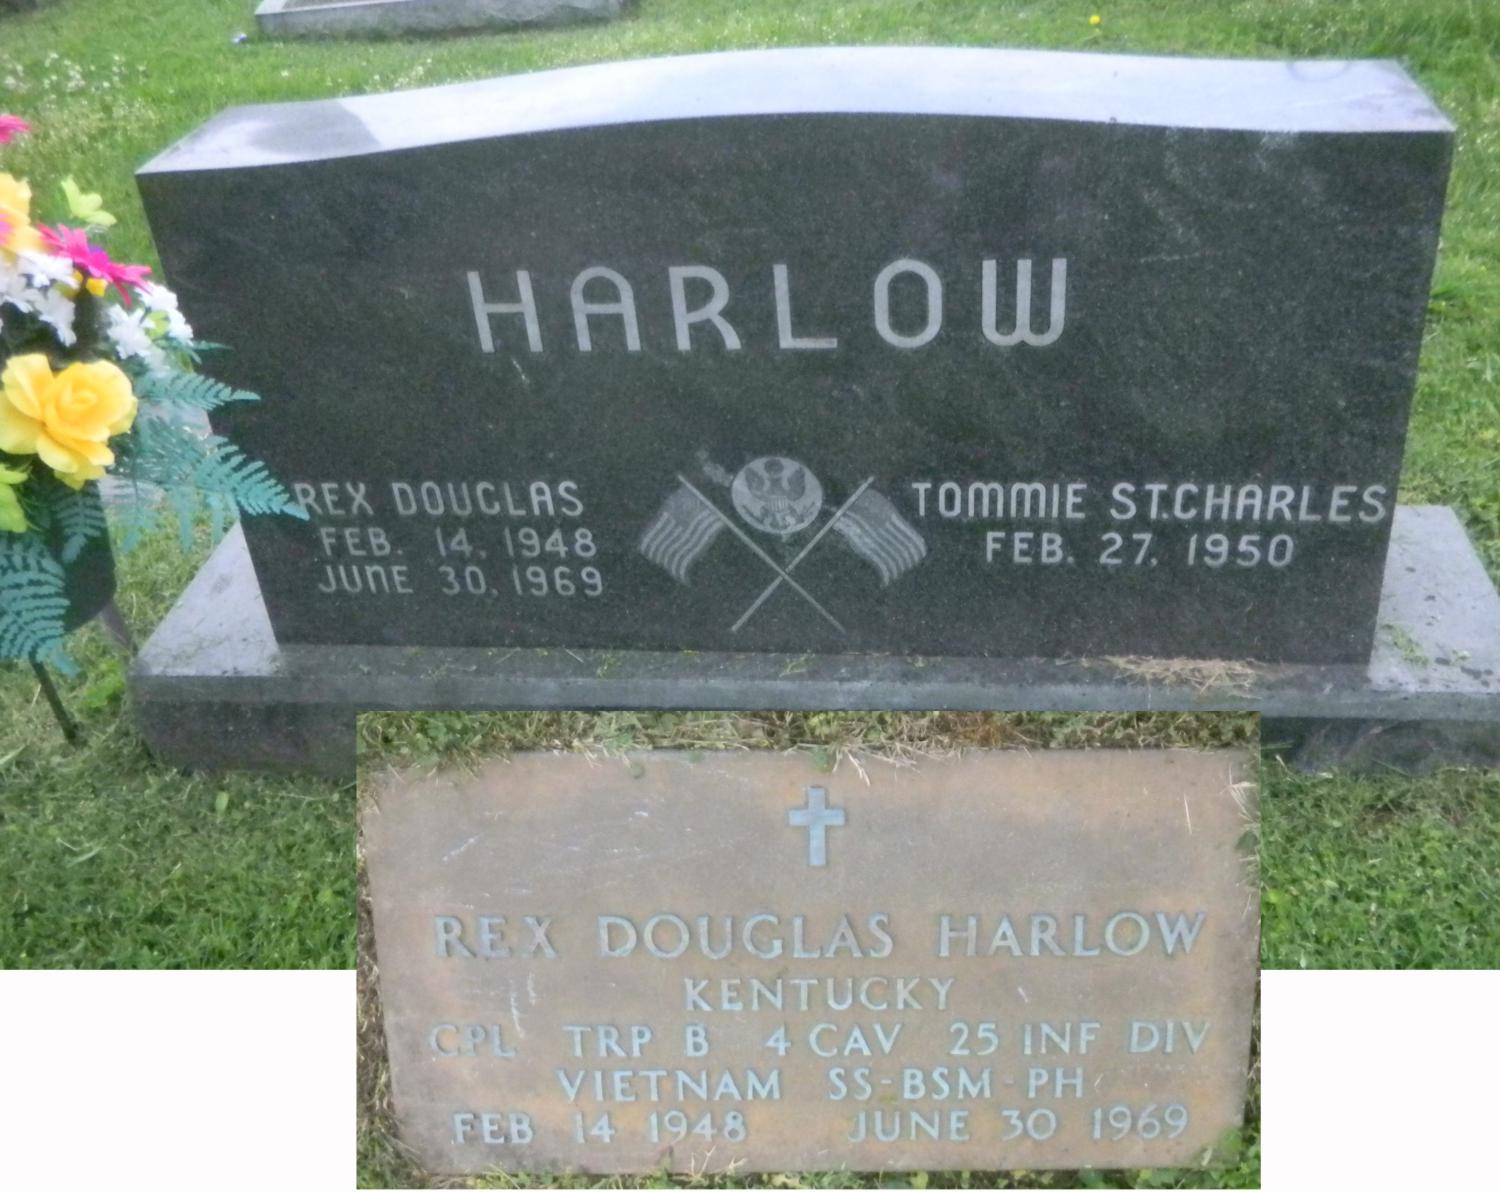 HARLOW
REX DOUGLAS
FEB. 14, 1948
JUNE 30, 1969
TOMMIE ST.CHARLES
FEB. 27, 1950
REX DOUGLAS HARLOW
KENTUCKY
CPL TRP B 4 CAV 25 INF DIV
VIETNAM SS-BSM-PH
FEB 14 1948 JUNE 30 1969